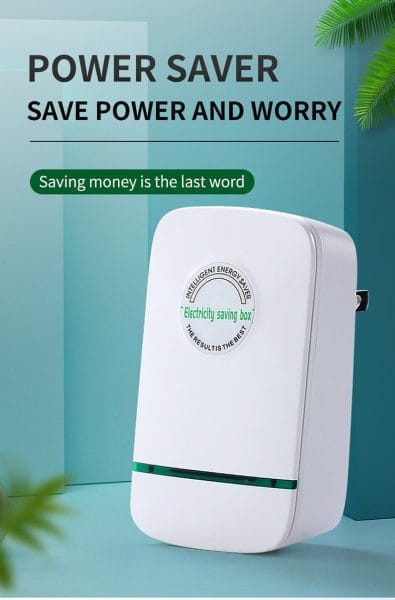 POWER SAVER
SAVE POWER AND WORRY
Saving money is the last word
INTELLIGENT ENERGY SAVER
Electricity saving box
THE RESULT IS THE BEST